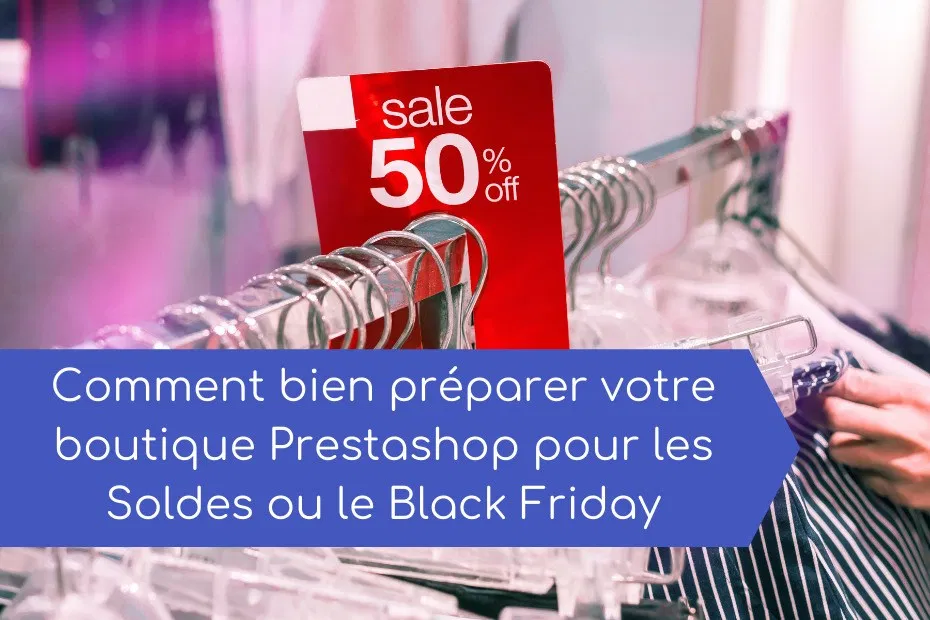 sale
50 % off
Comment bien préparer votre
boutique Prestashop pour les
Soldes ou le Black Friday